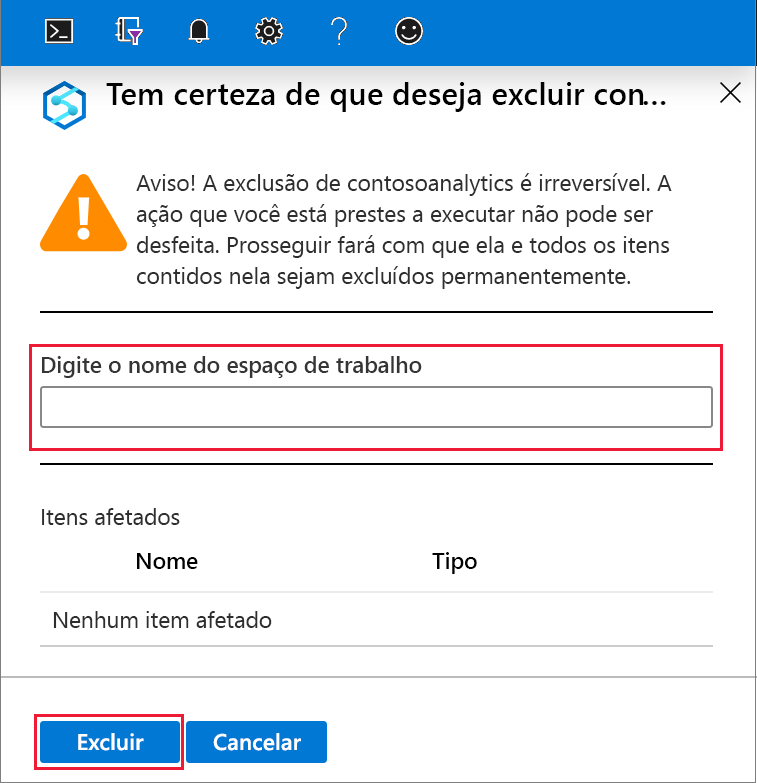 Tem certeza de que deseja excluir con...
Aviso! A exclusão de contosoanalytics é irreversível. A
ação que você está prestes a executar não pode ser
desfeita. Prosseguir fará com que ela e todos os itens
contidos nela sejam excluídos permanentemente.
Digite o nome do espaço de trabalho
Itens afetados
Nome Tipo
Nenhum item afetado
Excluir Cancelar